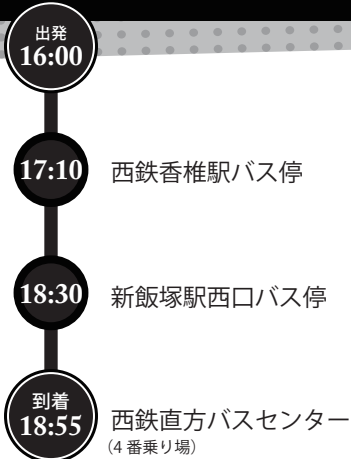 出発
16:00
17:10
西鉄香椎駅バス停
18:30
新飯塚駅西口バス停
到着
18:55
西鉄直方バスセンター
(4番乗り場)